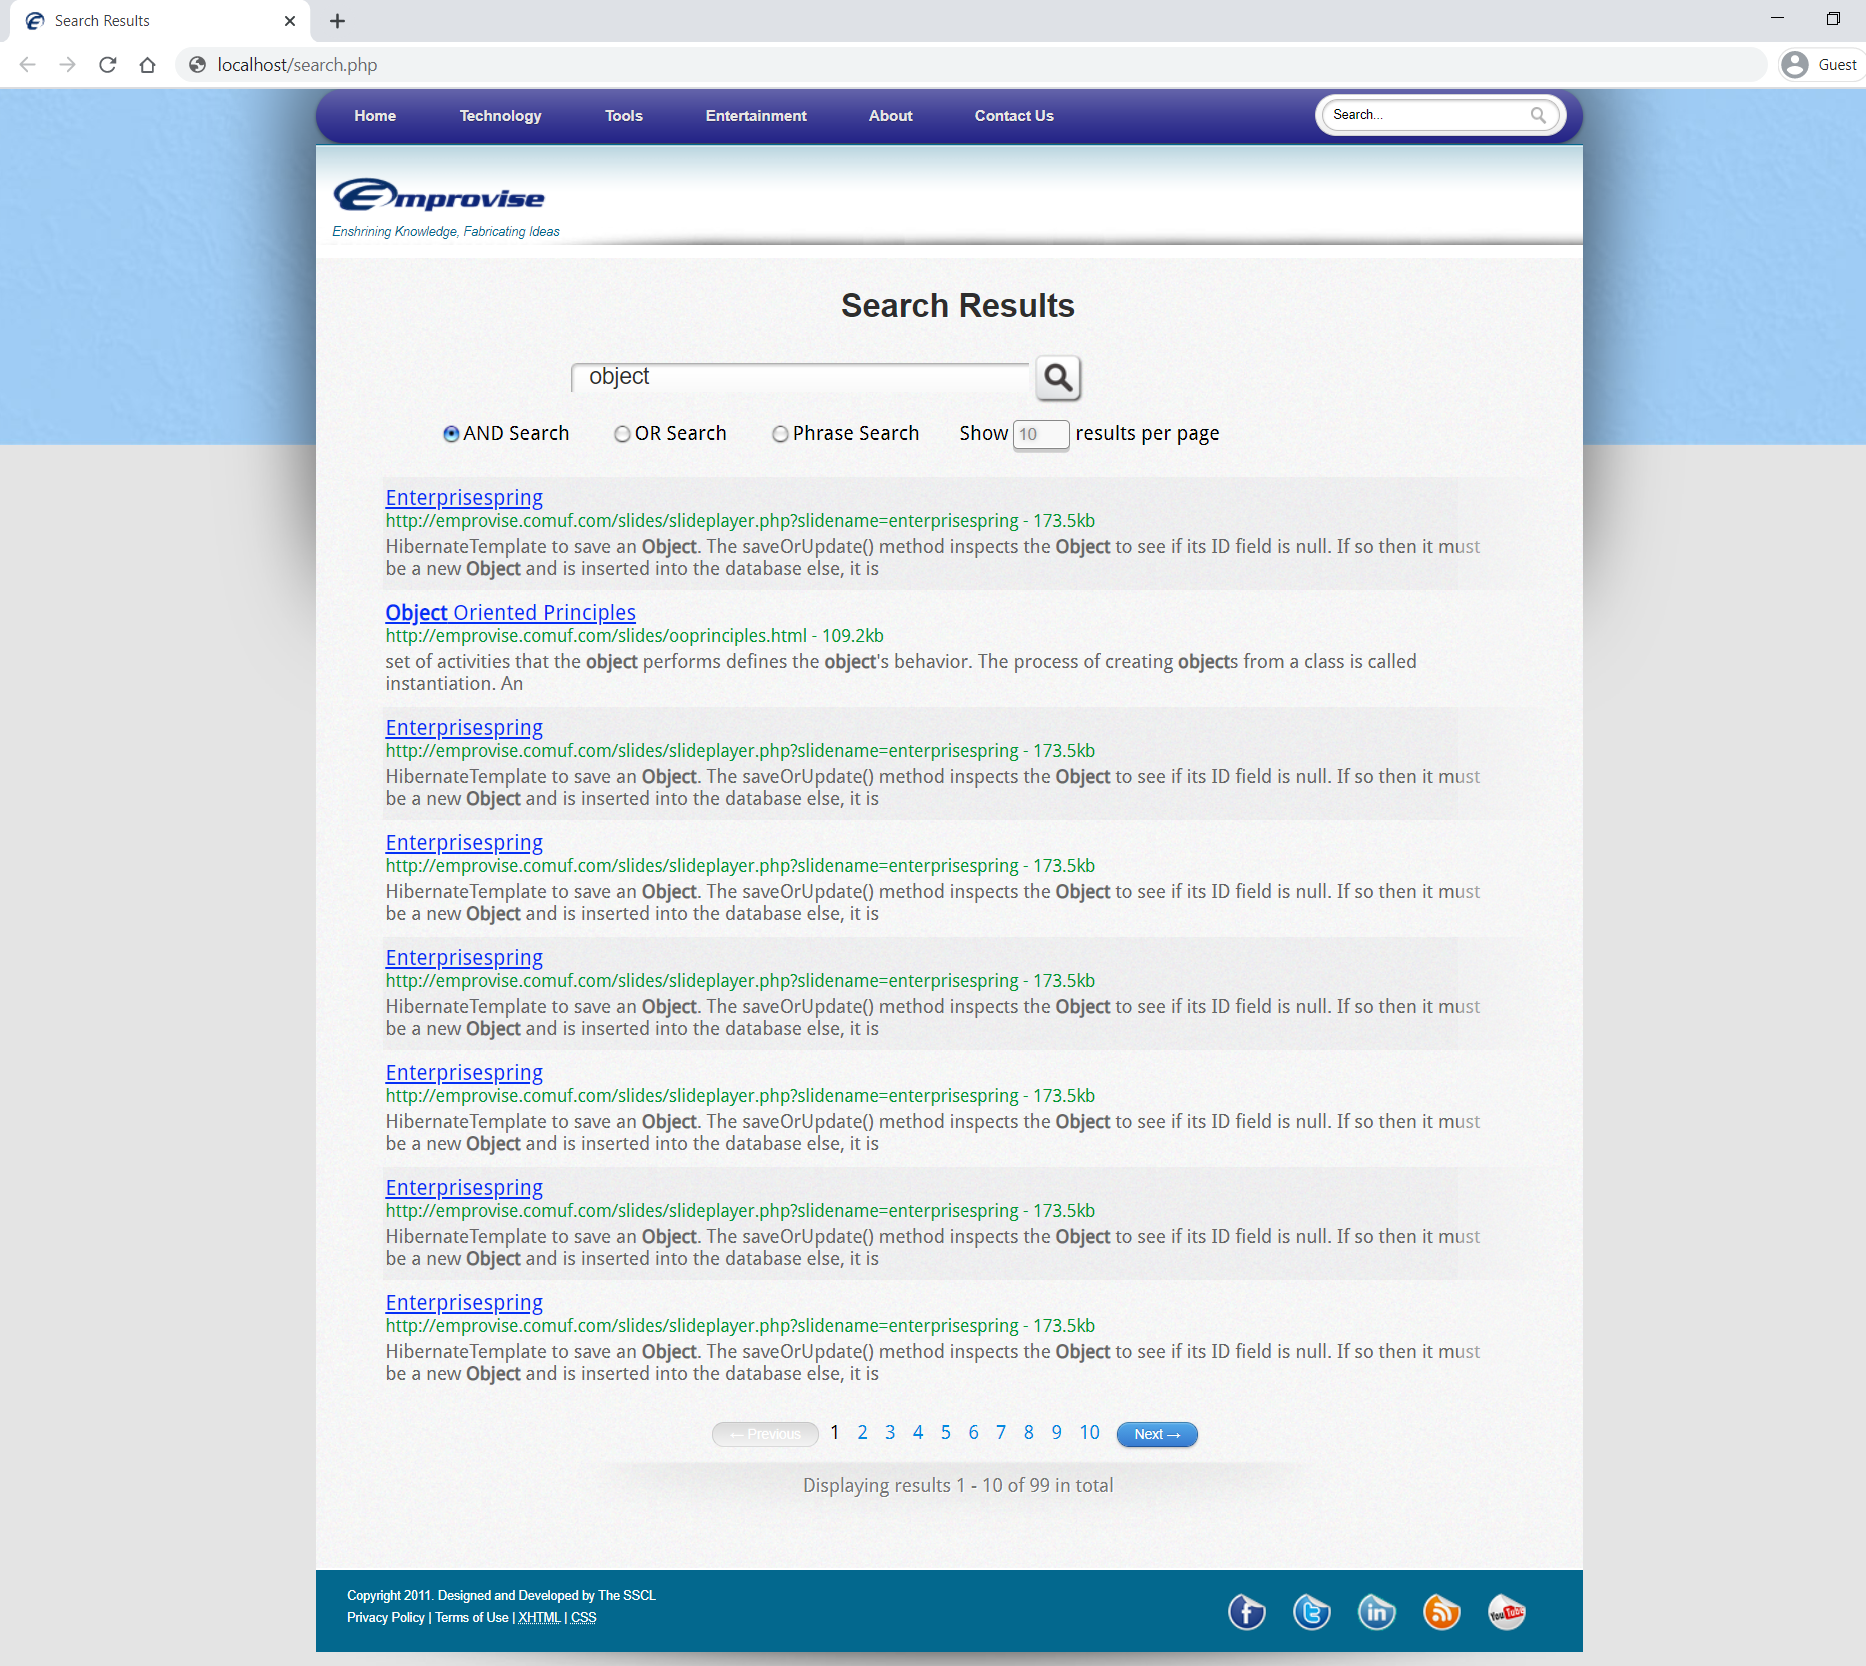 Search Results
localhost/search.php
Guest
Home Technology Tools Entertainment About Contact Us Search...
Emprovise
Enshrining Knowledge, Fabricating Ideas
Search Results
object
AND Search OR Search Phrase Search Show 10 results per page
Enterprisespring
http://emprovise.comuf.com/slides/slideplayer.php?slidename=enterprisespring - 173.5kb
HibernateTemplate to save an Object. The saveOrUpdate() method inspects the Object to see if its ID field is null. If so then it must
be a new Object and is inserted into the database else, it is
Object Oriented Principles
http://emprovise.comuf.com/slides/ooprinciples.html - 109.2kb
set of activities that the object performs defines the object's behavior. The process of creating objects from a class is called
instantiation. An
Enterprisespring
http://emprovise.comuf.com/slides/slideplayer.php?slidename=enterprisespring - 173.5kb
HibernateTemplate to save an Object. The saveOrUpdate() method inspects the Object to see if its ID field is null. If so then it must
be a new Object and is inserted into the database else, it is
Enterprisespring
http://emprovise.comuf.com/slides/slideplayer.php?slidename=enterprisespring - 173.5kb
HibernateTemplate to save an Object. The saveOrUpdate() method inspects the Object to see if its ID field is null. If so then it must
be a new Object and is inserted into the database else, it is
Enterprisespring
http://emprovise.comuf.com/slides/slideplayer.php?slidename=enterprisespring - 173.5kb
HibernateTemplate to save an Object. The saveOrUpdate() method inspects the Object to see if its ID field is null. If so then it must
be a new Object and is inserted into the database else, it is
Enterprisespring
http://emprovise.comuf.com/slides/slideplayer.php?slidename=enterprisespring - 173.5kb
HibernateTemplate to save an Object. The saveOrUpdate() method inspects the Object to see if its ID field is null. If so then it must
be a new Object and is inserted into the database else, it is
Enterprisespring
http://emprovise.comuf.com/slides/slideplayer.php?slidename=enterprisespring - 173.5kb
HibernateTemplate to save an Object. The saveOrUpdate() method inspects the Object to see if its ID field is null. If so then it must
be a new Object and is inserted into the database else, it is
Enterprisespring
http://emprovise.comuf.com/slides/slideplayer.php?slidename=enterprisespring - 173.5kb
HibernateTemplate to save an Object. The saveOrUpdate() method inspects the Object to see if its ID field is null. If so then it must
be a new Object and is inserted into the database else, it is
← Previous 1 2 3 4 5 6 7 8 9 10 Next →
Displaying results 1 - 10 of 99 in total
Copyright 2011. Designed and Developed by The SSCL
Privacy Policy | Terms of Use | XHTML | CSS
You Tube